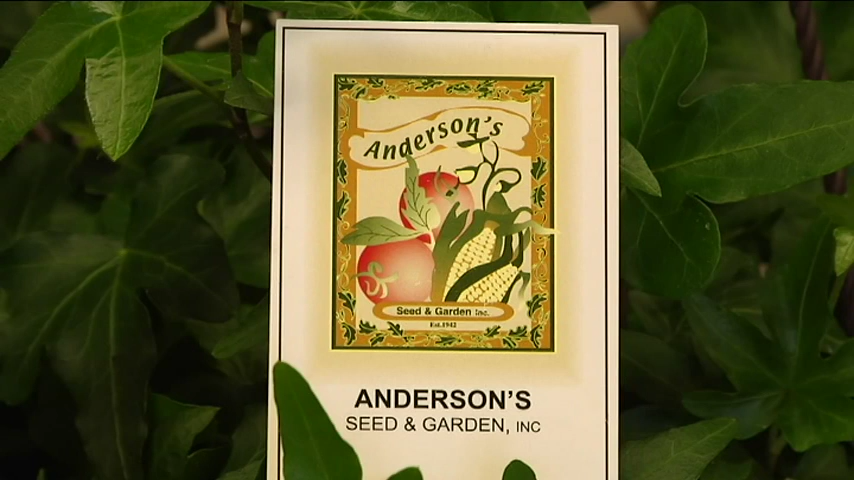 Anderson's
Seed & Garden Inc.
Est.1942
ANDERSON'S
SEED & GARDEN, INC